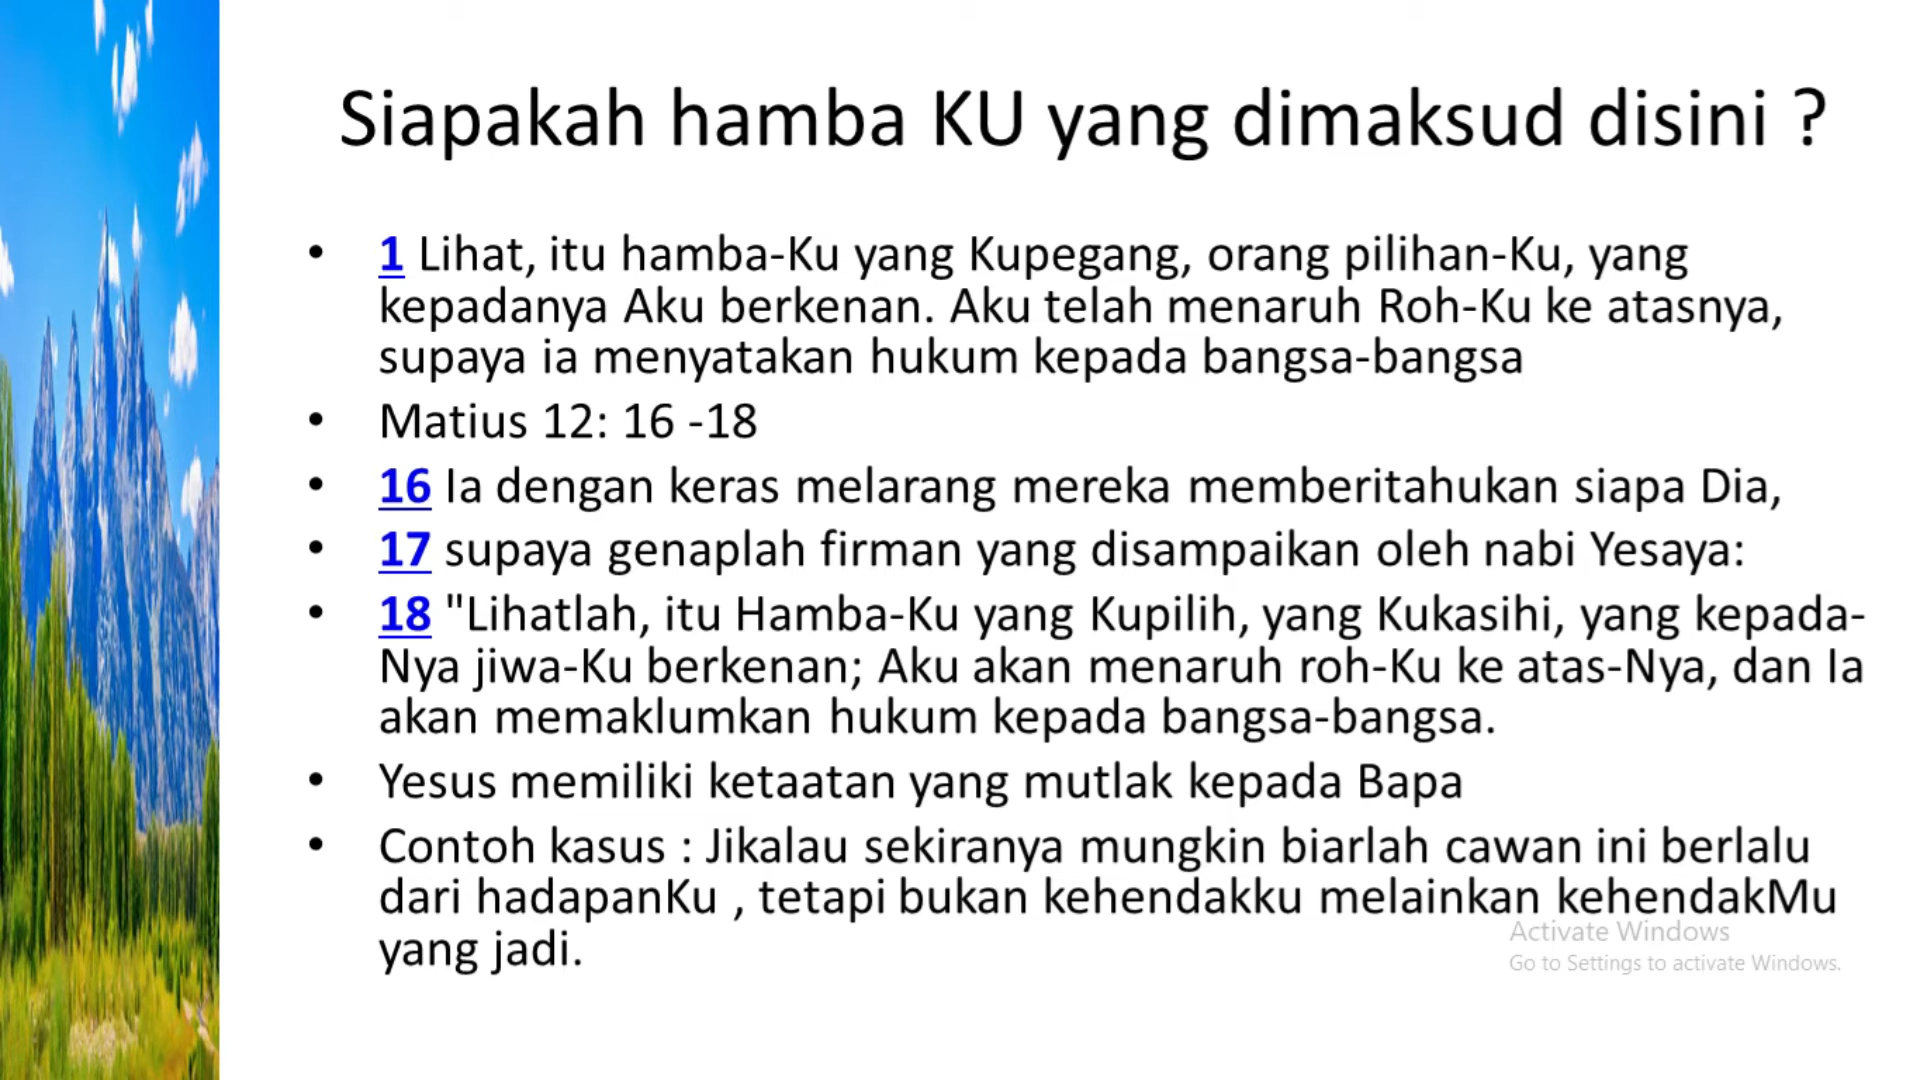 Siapakah hamba KU yang dimaksud disini ?
• 1 Lihat, itu hamba-Ku yang Kupegang, orang pilihan-Ku, yang
kepadanya Aku berkenan. Aku telah menaruh Roh-Ku ke atasnya,
supaya ia menyatakan hukum kepada bangsa-bangsa
• Matius 12: 16 -18
• 16 Ia dengan keras melarang mereka memberitahukan siapa Dia,
• 17 supaya genaplah firman yang disampaikan oleh nabi Yesaya:
• 18 "Lihatlah, itu Hamba-Ku yang Kupilih, yang Kukasihi, yang kepada-
Nya jiwa-Ku berkenan; Aku akan menaruh roh-Ku ke atas-Nya, dan Ia
akan memaklumkan hukum kepada bangsa-bangsa.
• Yesus memiliki ketaatan yang mutlak kepada Bapa
• Contoh kasus : Jikalau sekiranya mungkin biarlah cawan ini berlalu
dari hadapanKu , tetapi bukan kehendakku melainkan kehendakMu
yang jadi.
Activate Windows
Go to Settings to activate Windows.